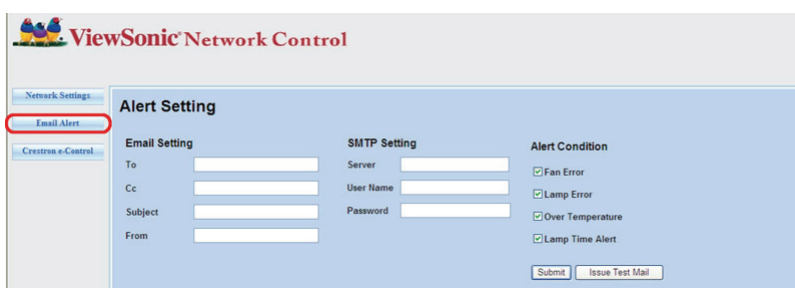 ViewSonic® Network Control
Network Settings
Email Alert
Crestron e-Control
Alert Setting
Email Setting
To
Cc
Subject
From
SMTP Setting
Server
User Name
Password
Alert Condition
Fan Error
Lamp Error
Over Temperature
Lamp Time Alert
Submit
Issue Test Mail